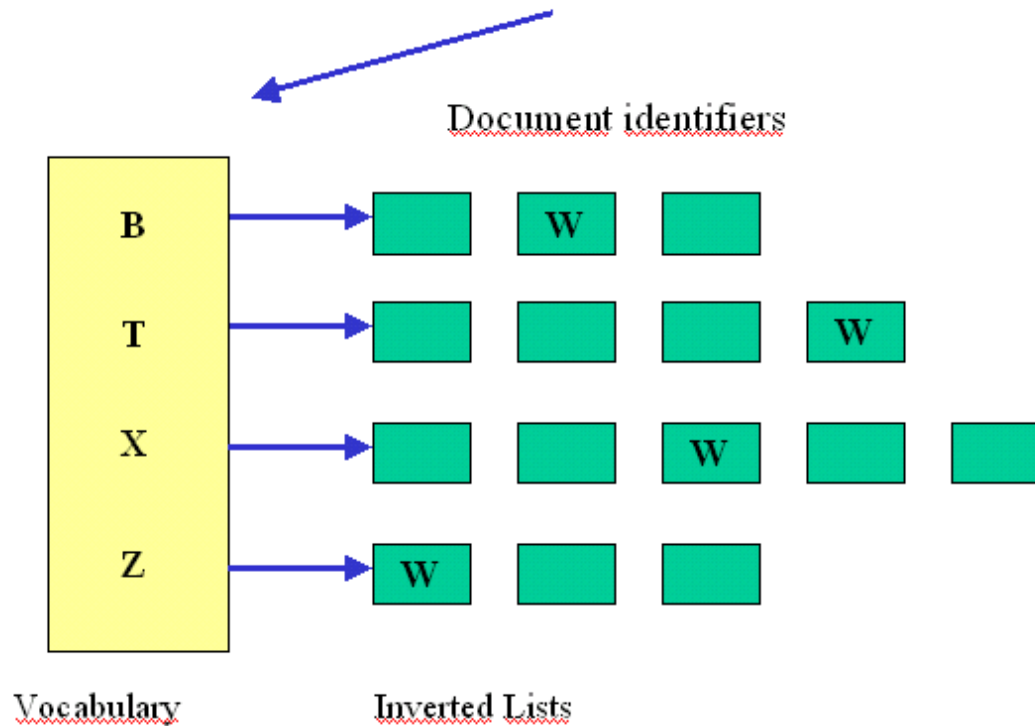 Document identifiers
B W
T W
X W
Z W
Vocabulary Inverted Lists